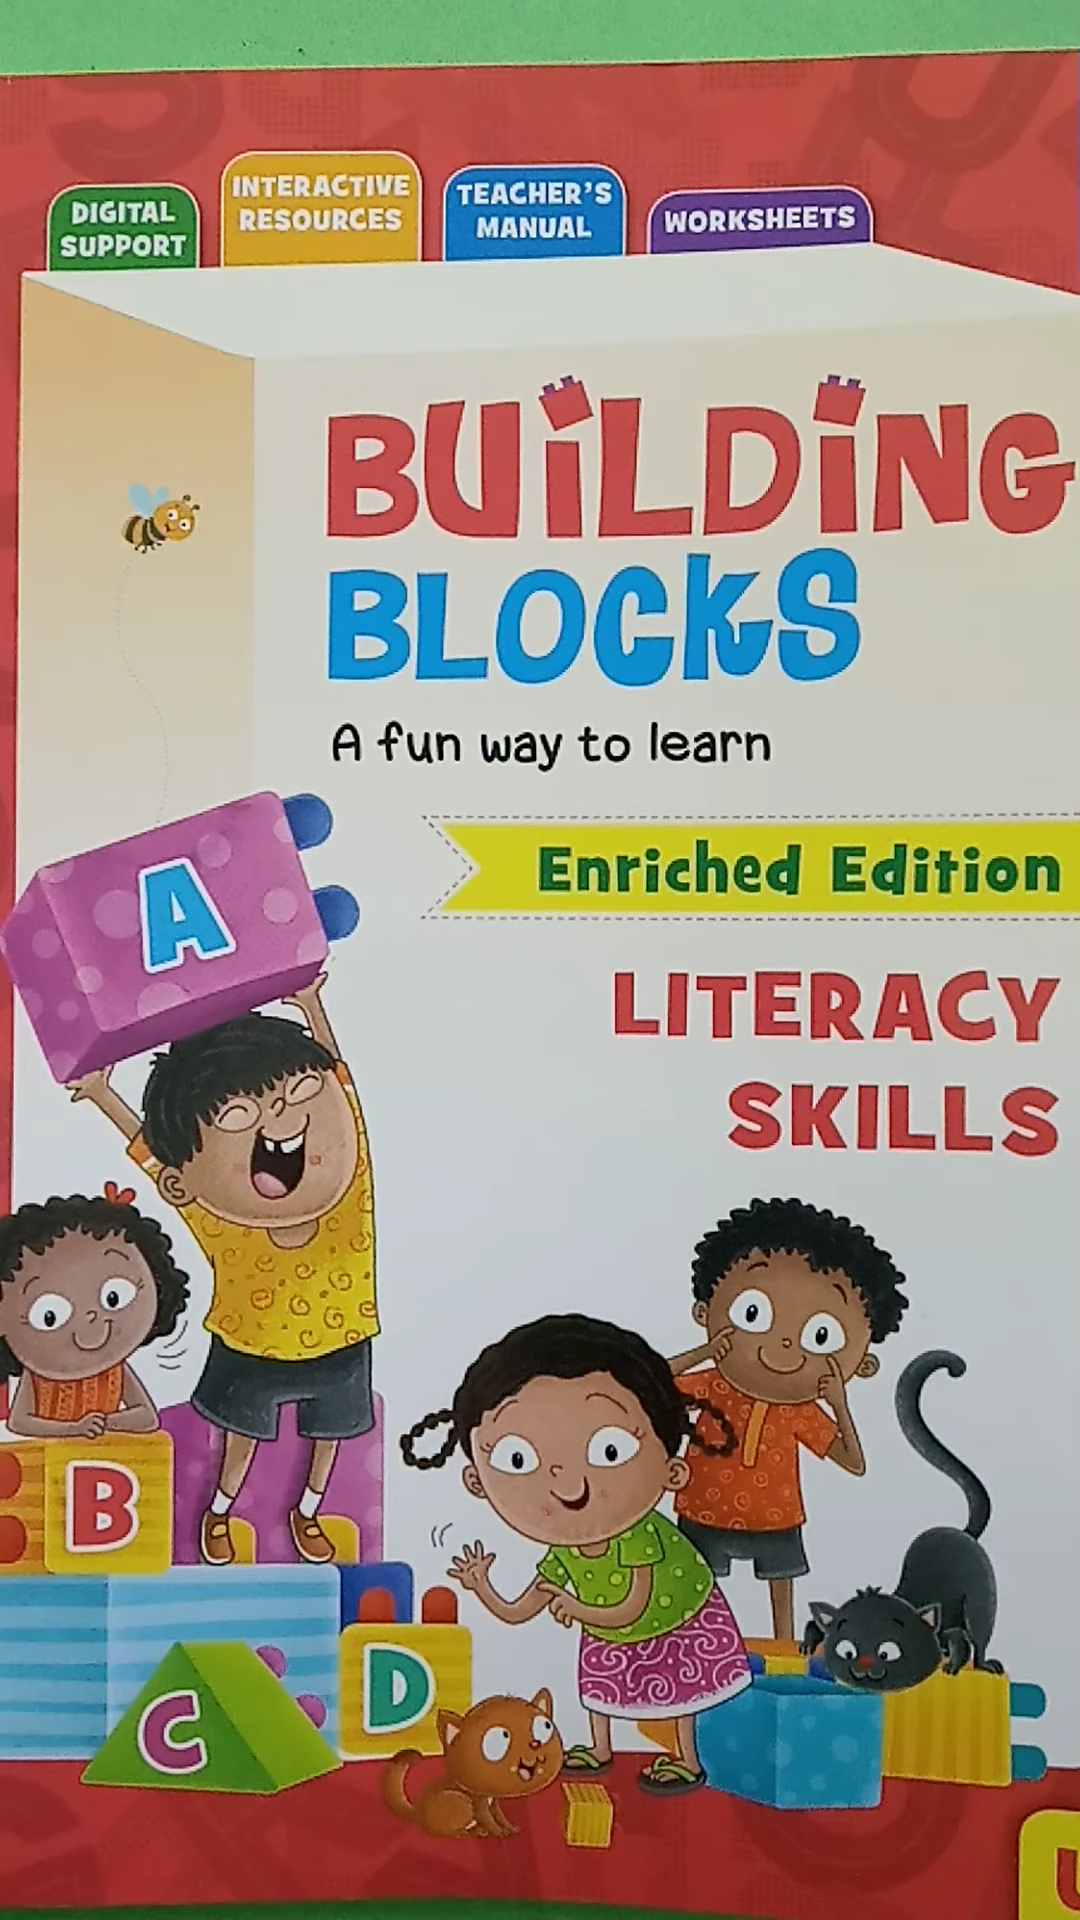 DIGITAL
SUPPORT
INTERACTIVE
RESOURCES
TEACHER'S
MANUAL
WORKSHEETS
BUiLDiNG
BLOCKS
A fun way to learn
Enriched Edition
LITERACY
SKILLS
A
B
C
D